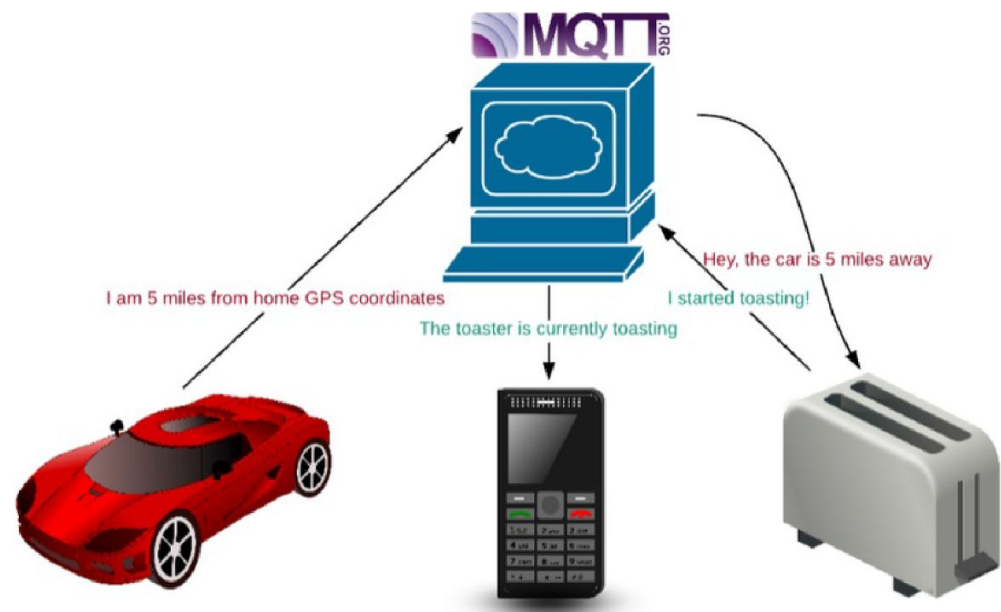 MQTT.ORG
Hey, the car is 5 miles away
I am 5 miles from home GPS coordinates
I started toasting!
The toaster is currently toasting